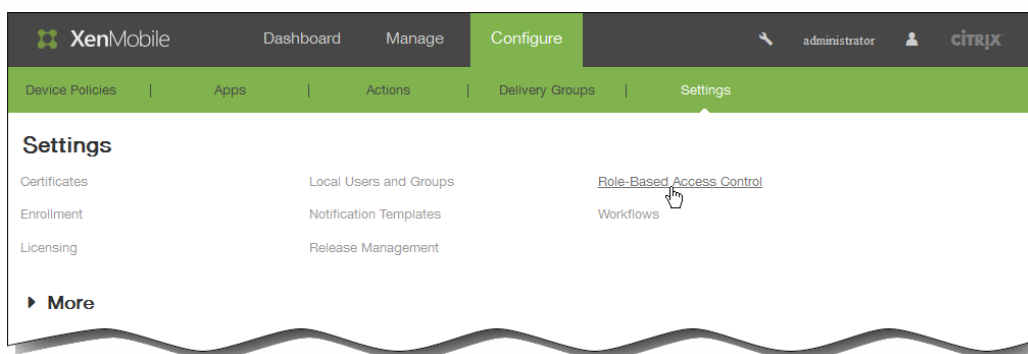 XenMobile Dashboard Manage Configure administrator CITRIX
Device Policies | Apps | Actions | Delivery Groups | Settings
Settings
Certificates Local Users and Groups Role-Based Access Control
Enrollment Notification Templates Workflows
Licensing Release Management
More